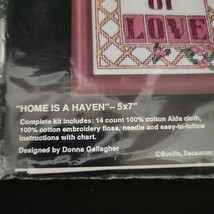 OF
LOVE
"HOME IS A HAVEN"– 5x7"
©Bucilla, Secaucus
Complete kit includes: 14 count 100% cotton Aida cloth,
100% cotton embroidery floss, needle and easy-to-follow
instructions with chart.
Designed by Donna Gallagher